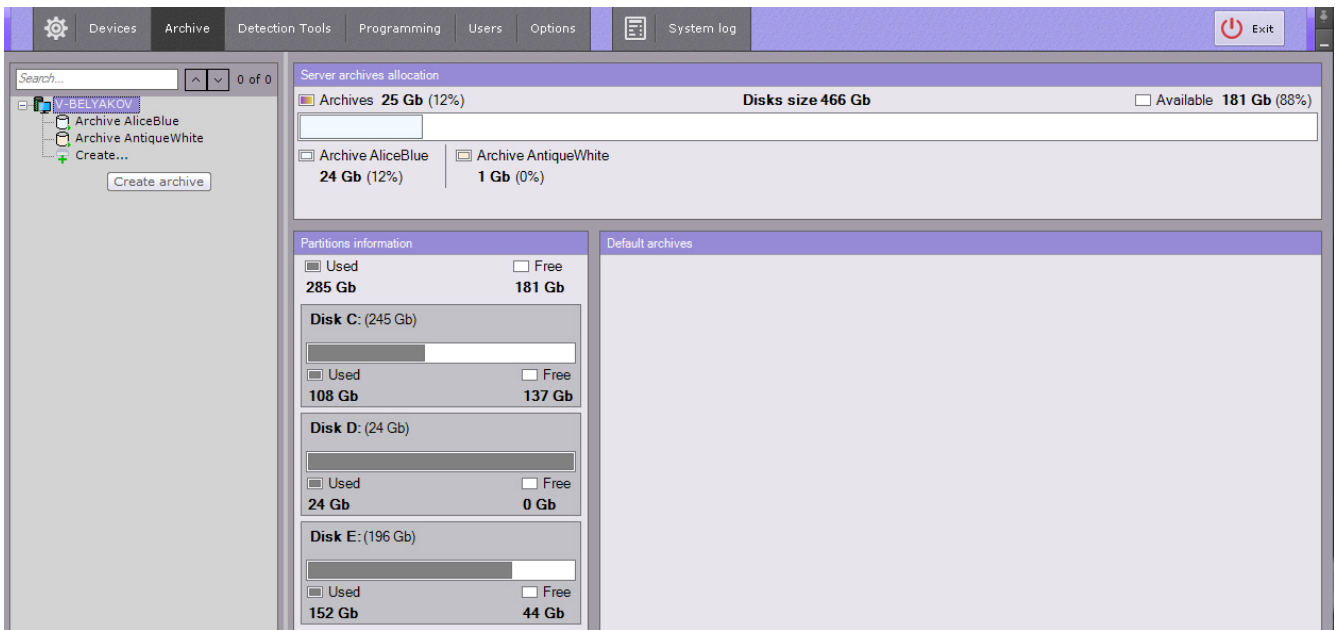 Devices Archive Detection Tools Programming Users Options System log Exit
Search... 0 of 0
V-BELYAKOV
Archive AliceBlue
Archive AntiqueWhite
Create...
Create archive
Server archives allocation
Archives 25 Gb (12%) Disks size 466 Gb Available 181 Gb (88%)
Archive AliceBlue Archive AntiqueWhite
24 Gb (12%) 1 Gb (0%)
Partitions information
Used Free
285 Gb 181 Gb
Disk C: (245 Gb)
Used Free
108 Gb 137 Gb
Disk D: (24 Gb)
Used Free
24 Gb 0 Gb
Disk E: (196 Gb)
Used Free
152 Gb 44 Gb
Default archives